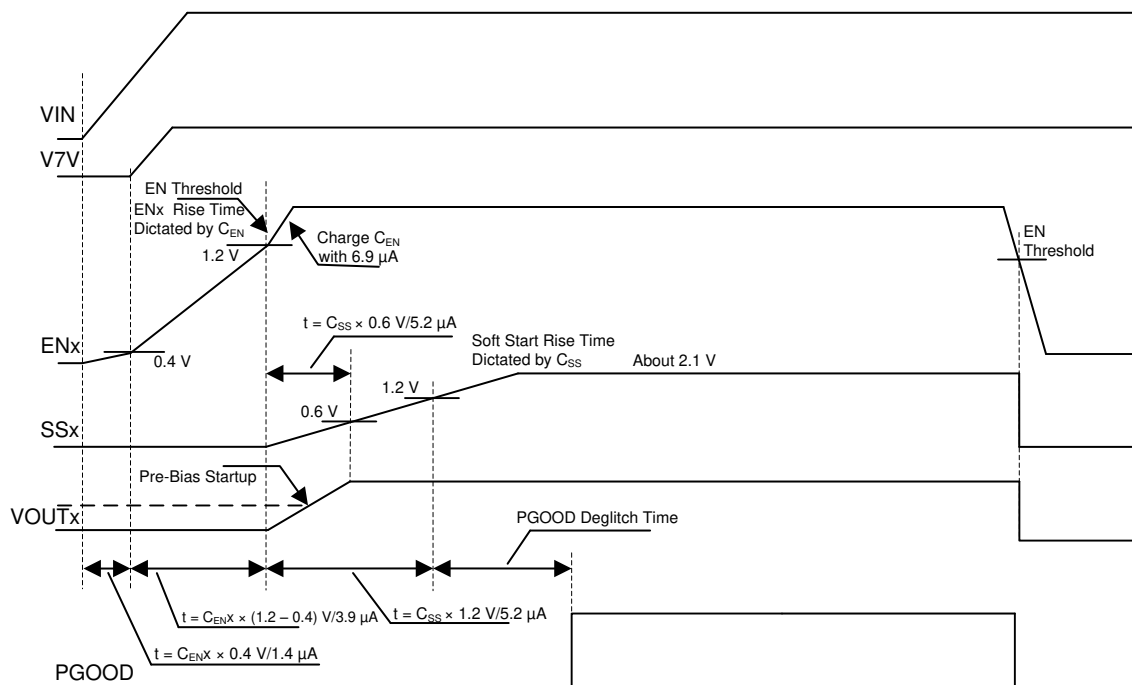 VIN
V7V
EN Threshold
ENx Rise Time
Dictated by CEN
1.2 V
Charge CEN
with 6.9 µA
EN
Threshold
ENx
0.4 V
t = CSS × 0.6 V/5.2 µA
Soft Start Rise Time
Dictated by CSS
About 2.1 V
1.2 V
0.6 V
SSx
Pre-Bias Startup
VOUTx
PGOOD Deglitch Time
t = CENx × (1.2 – 0.4) V/3.9 µA
t = CSS × 1.2 V/5.2 µA
t = CENx × 0.4 V/1.4 µA
PGOOD